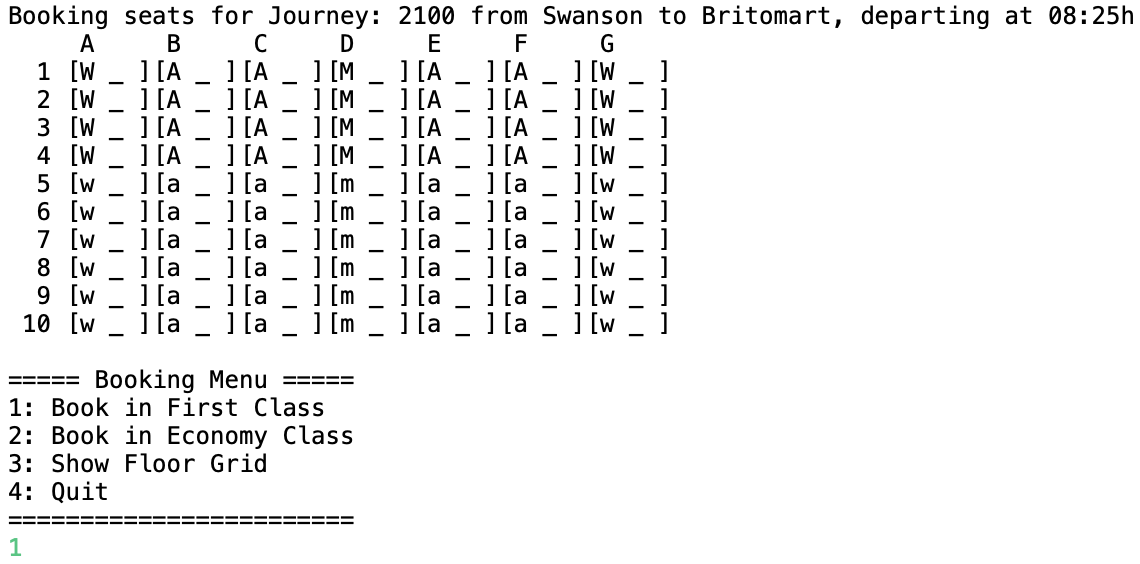 Booking seats for Journey: 2100 from Swanson to Britomart, departing at 08:25h
     A     B     C     D     E     F     G
  1 [W _ ][A _ ][A _ ][M _ ][A _ ][A _ ][W _ ]
  2 [W _ ][A _ ][A _ ][M _ ][A _ ][A _ ][W _ ]
  3 [W _ ][A _ ][A _ ][M _ ][A _ ][A _ ][W _ ]
  4 [W _ ][A _ ][A _ ][M _ ][A _ ][A _ ][W _ ]
  5 [w _ ][a _ ][a _ ][m _ ][a _ ][a _ ][w _ ]
  6 [w _ ][a _ ][a _ ][m _ ][a _ ][a _ ][w _ ]
  7 [w _ ][a _ ][a _ ][m _ ][a _ ][a _ ][w _ ]
  8 [w _ ][a _ ][a _ ][m _ ][a _ ][a _ ][w _ ]
  9 [w _ ][a _ ][a _ ][m _ ][a _ ][a _ ][w _ ]
 10 [w _ ][a _ ][a _ ][m _ ][a _ ][a _ ][w _ ]

===== Booking Menu =====
1: Book in First Class
2: Book in Economy Class
3: Show Floor Grid
4: Quit
========================
1